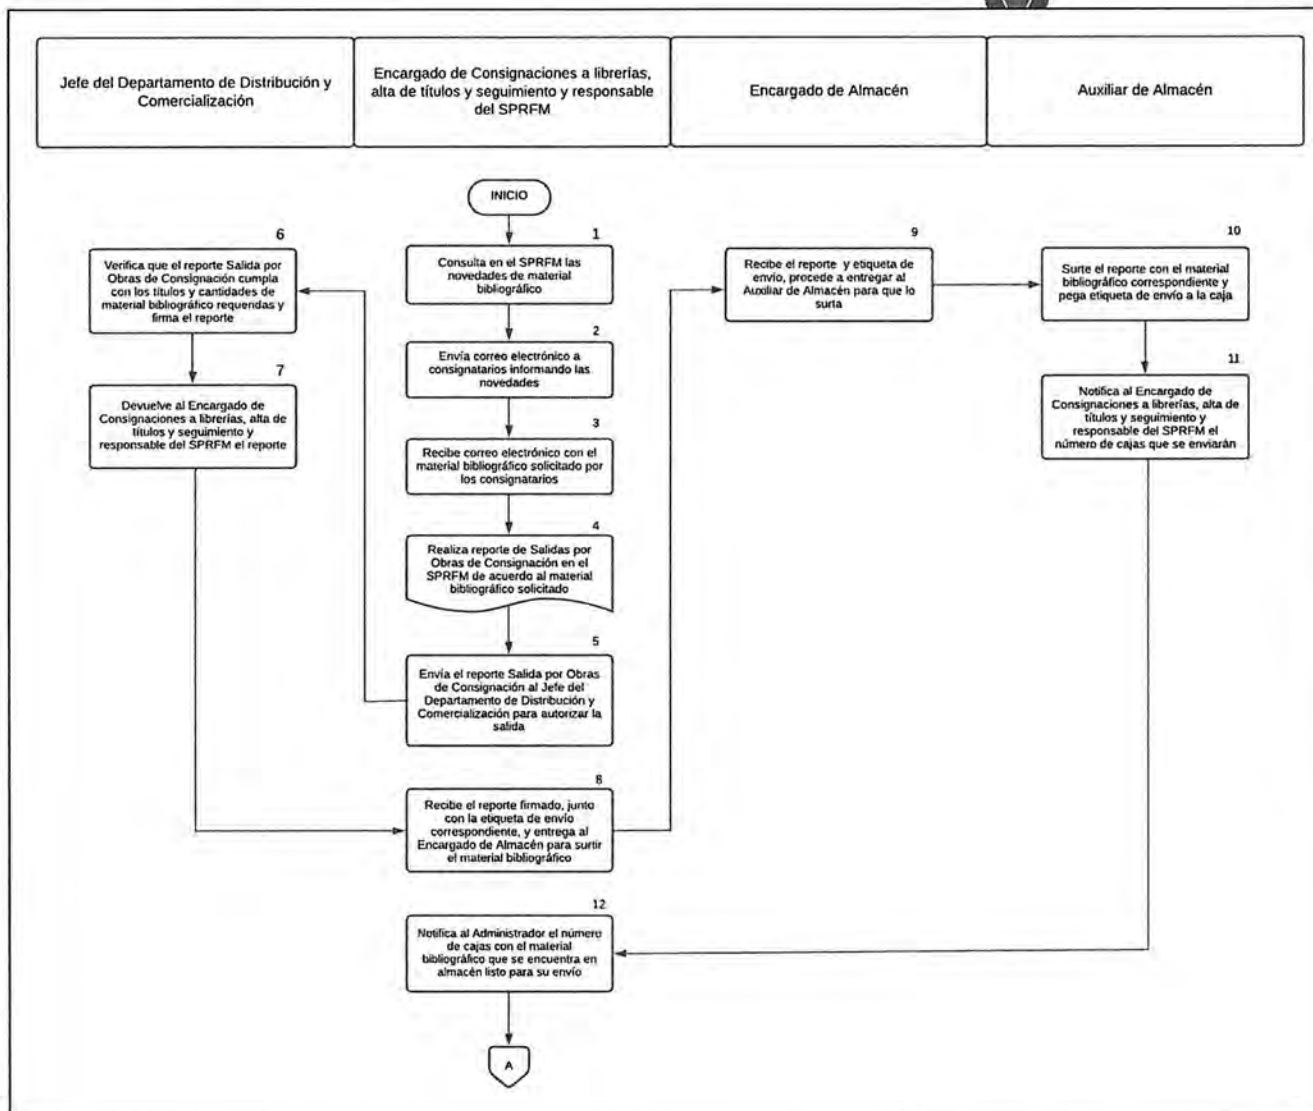 Jefe del Departamento de Distribución y
Comercialización
Encargado de Consignaciones a librerías,
alta de títulos y seguimiento y responsable
del SPRFM
Encargado de Almacén
Auxiliar de Almacén
INICIO
1
Consulta en el SPRFM las
novedades de material
bibliográfico
2
Envía correo electrónico a
consignatarios informando las
novedades
3
Recibe correo electrónico con el
material bibliográfico solicitado por
los consignatarios
4
Realiza reporte de Salidas por
Obras de Consignación en el
SPRFM de acuerdo al material
bibliográfico solicitado
5
Envía el reporte Salida por Obras
de Consignación al Jefe del
Departamento de Distribución y
Comercialización para autorizar la
salida
6
Verifica que el reporte Salida por
Obras de Consignación cumpla
con los títulos y cantidades de
material bibliográfico requendas y
firma el reporte
7
Devuelve al Encargado de
Consignaciones a librerías, alta de
títulos y seguimiento y
responsable del SPRFM el reporte
8
Recibe el reporte firmado, junto
con la etiqueta de envío
correspondiente, y entrega al
Encargado de Almacén para surtir
el material bibliográfico
9
Recibe el reporte y etiqueta de
envío, procede a entregar al
Auxiliar de Almacén para que lo
surta
10
Surte el reporte con el material
bibliográfico correspondiente y
pega etiqueta de envío a la caja
11
Notifica al Encargado de
Consignaciones a librerías, alta de
títulos y seguimiento y
responsable del SPRFM el
número de cajas que se enviarán
12
Notifica al Administrador el número
de cajas con el material
bibliográfico que se encuentra en
almacén listo para su envío
A